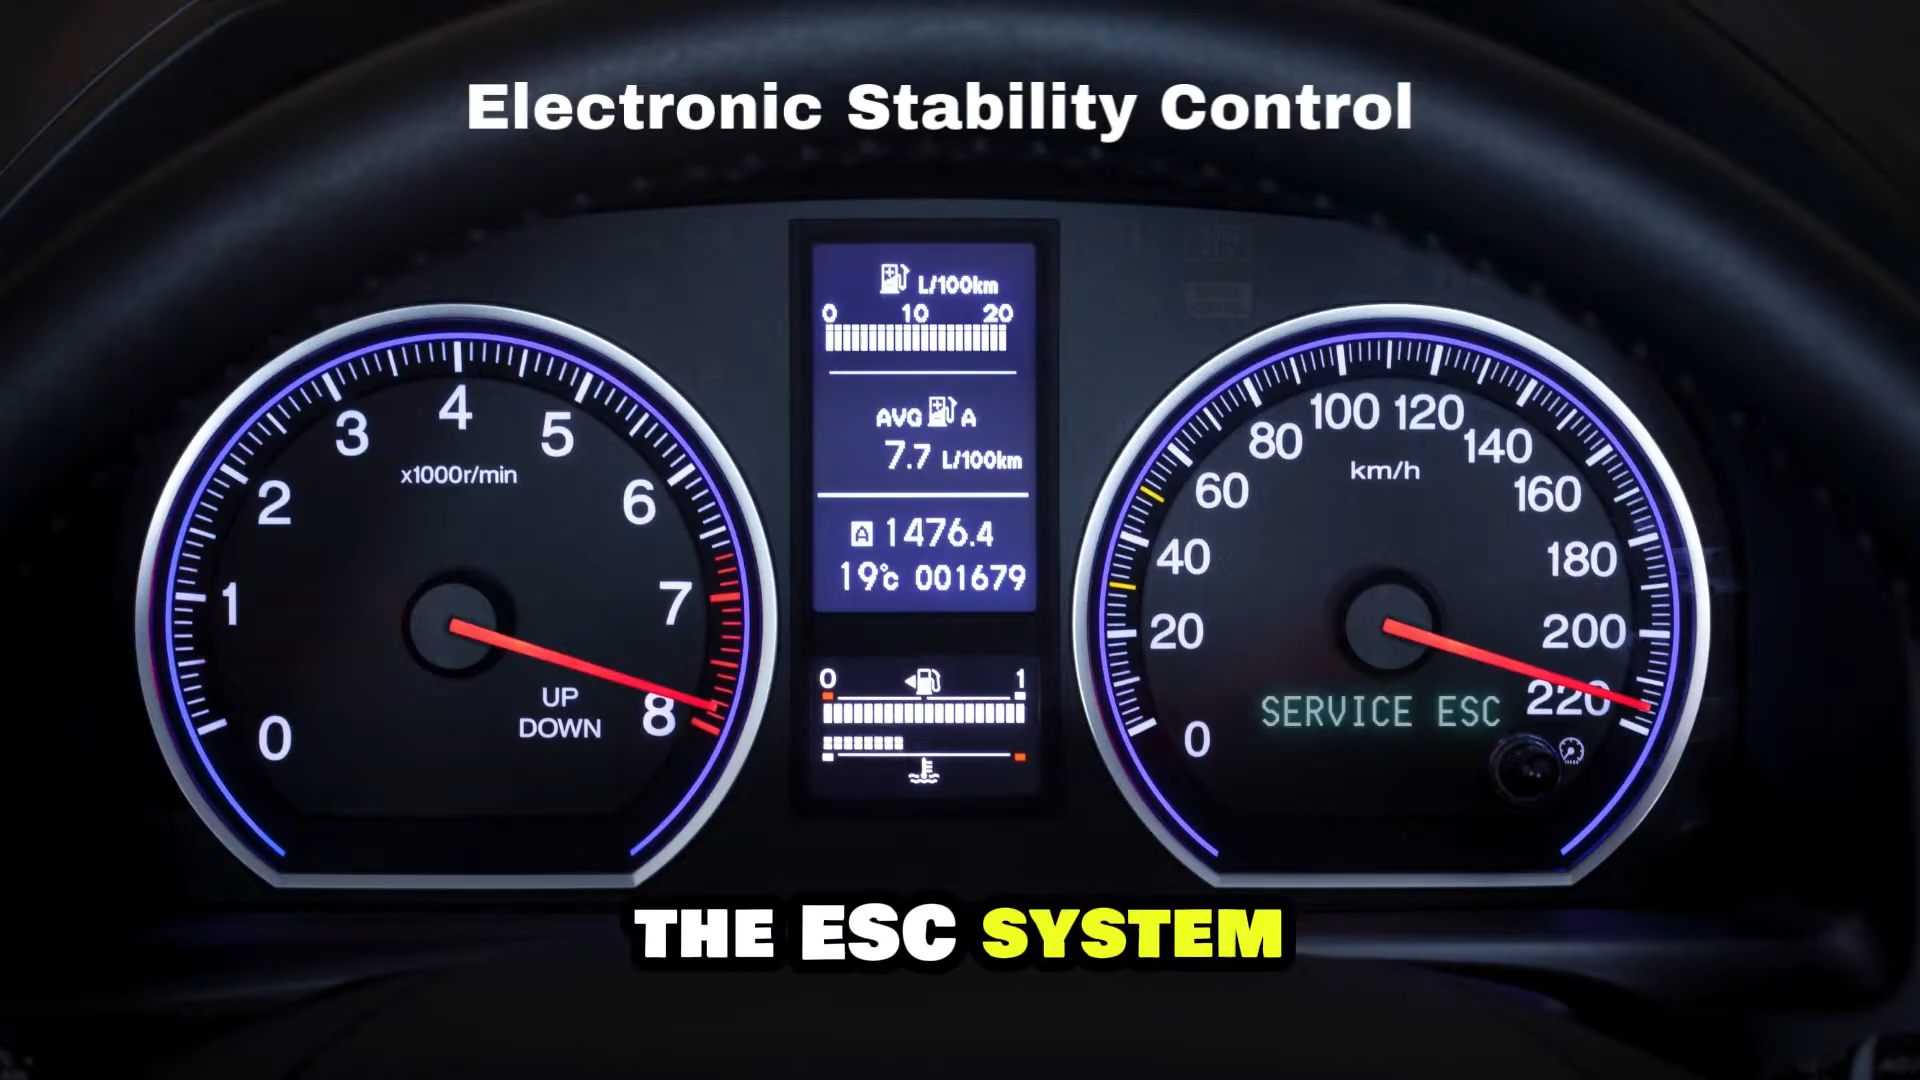 Electronic Stability Control
L/100km
0 10 20
AVG A
7.7 L/100km
A 1476.4
19°c 001679
0 1
0
1
2
3
4
5
6
7
8
x1000r/min
UP
DOWN
0
20
40
60
80
100
120
140
160
180
200
220
km/h
SERVICE ESC
THE ESC SYSTEM